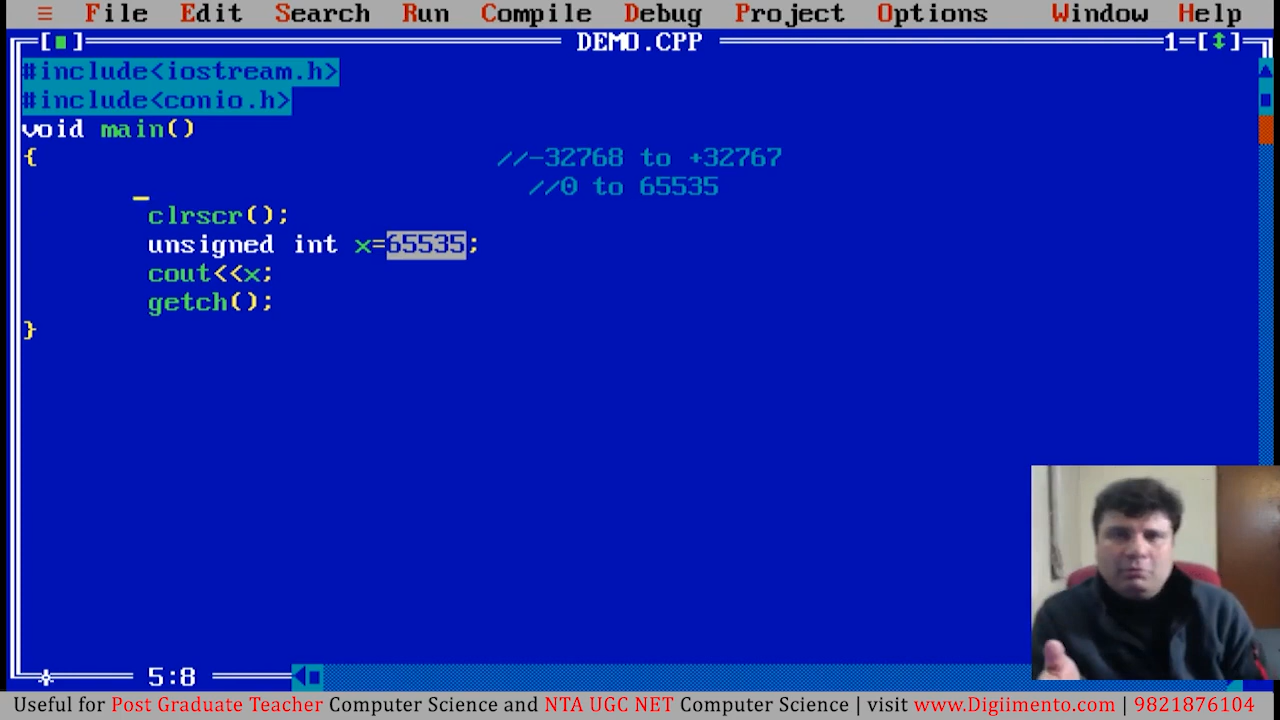 ≡ File Edit Search Run Compile Debug Project Options Window Help
[■] DEMO.CPP 1=[↕]
#include<iostream.h>
#include<conio.h>
void main()
{ //-32768 to +32767
//0 to 65535
_
clrscr();
unsigned int x=65535;
cout<<x;
getch();
}
5:8
Useful for Post Graduate Teacher Computer Science and NTA UGC NET Computer Science | visit www.Digiimento.com | 9821876104